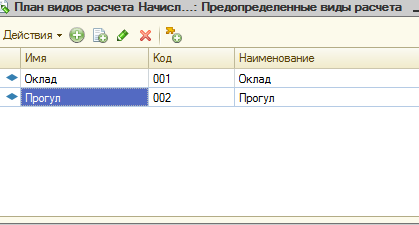 План видов расчета Начисл...: Предопределенные виды расчета
Действия
Имя Код Наименование
Оклад 001 Оклад
Прогул 002 Прогул